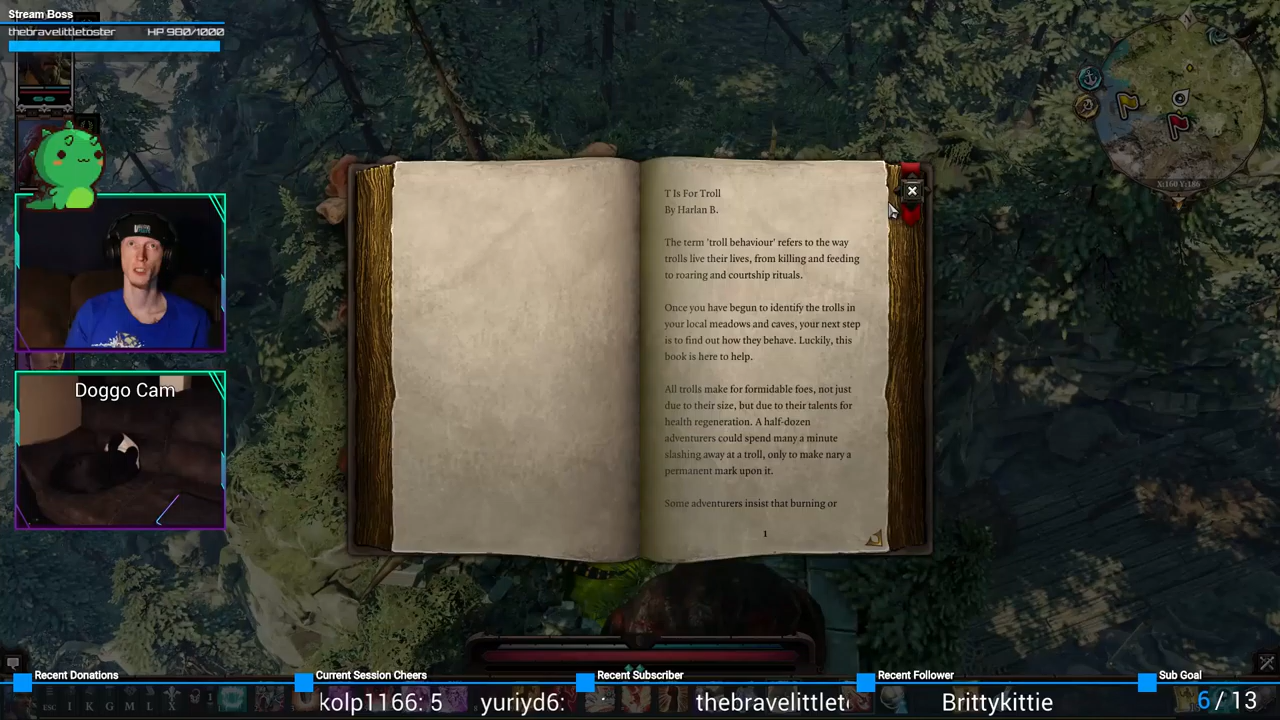 Stream Boss
thebravelittletoster HP 980/1000
X:160 Y:186
T Is For Troll
By Harlan B.
The term 'troll behaviour' refers to the way
trolls live their lives, from killing and feeding
to roaring and courtship rituals.
Once you have begun to identify the trolls in
your local meadows and caves, your next step
is to find out how they behave. Luckily, this
book is here to help.
All trolls make for formidable foes, not just
due to their size, but due to their talents for
health regeneration. A half-dozen
adventurers could spend many a minute
slashing away at a troll, only to make nary a
permanent mark upon it.
Some adventurers insist that burning or
1
Doggo Cam
Recent Donations
Current Session Cheers
Recent Subscriber
Recent Follower
Sub Goal
ESC I K G M L X
kolp1166: 5 yuriyd6:
thebravelittlet
Brittykittie
6 / 13